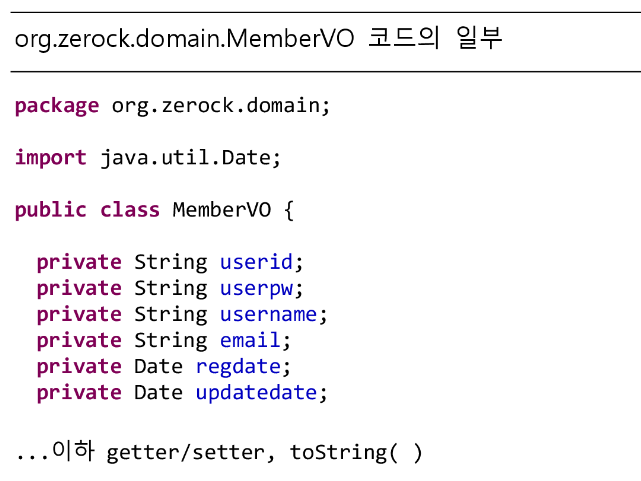 org.zerock.domain.MemberVO 코드의 일부
package org.zerock.domain;
import java.util.Date;
public class MemberVO {
private String userid;
private String userpw;
private String username;
private String email;
private Date regdate;
private Date updatedate;
...이하 getter/setter, toString( )